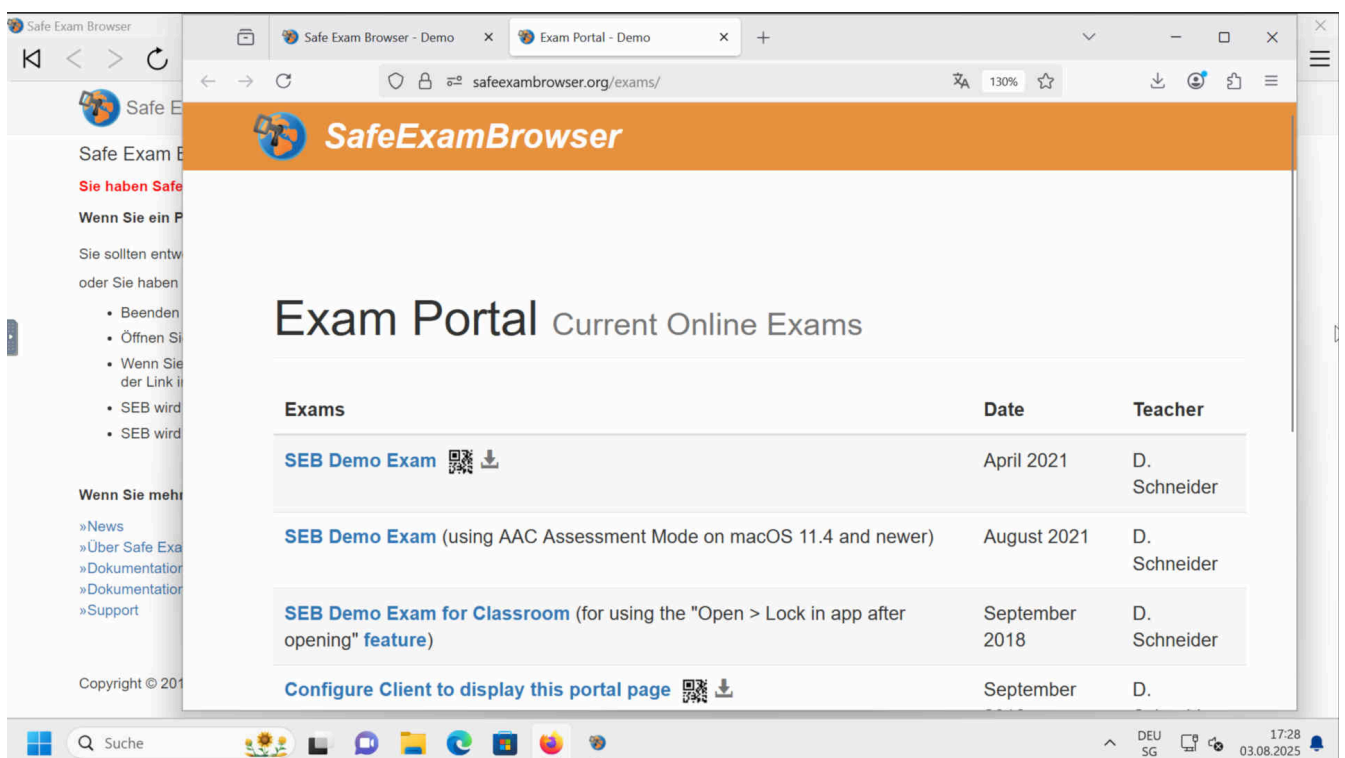 Safe Exam Browser
Safe E
Safe Exam
Sie haben Safe
Wenn Sie ein
Sie sollten entw
oder Sie haben
Beenden
Öffnen Si
Wenn Sie
der Link i
SEB wird
SEB wird
Wenn Sie meh
»News
»Über Safe Exa
»Dokumentation
»Dokumentation
»Support
Copyright © 201
Safe Exam Browser - Demo
Exam Portal - Demo
safeexambrowser.org/exams/
130%
SafeExamBrowser
Exam Portal Current Online Exams
Exams Date Teacher
SEB Demo Exam April 2021 D.
Schneider
SEB Demo Exam (using AAC Assessment Mode on macOS 11.4 and newer) August 2021 D.
Schneider
SEB Demo Exam for Classroom (for using the "Open > Lock in app after September D.
opening" feature) 2018 Schneider
Configure Client to display this portal page September D.
Suche
DEU
SG
17:28
03.08.2025